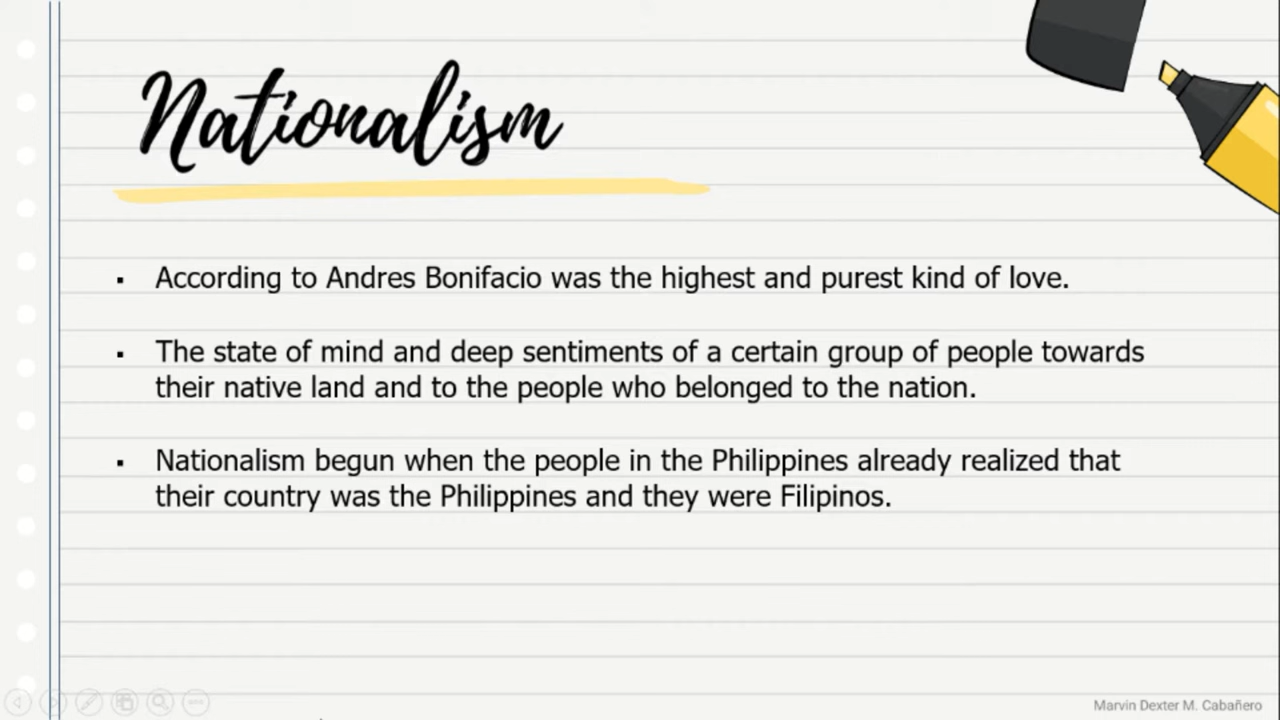 Nationalism
▪ According to Andres Bonifacio was the highest and purest kind of love.
▪ The state of mind and deep sentiments of a certain group of people towards
their native land and to the people who belonged to the nation.
▪ Nationalism begun when the people in the Philippines already realized that
their country was the Philippines and they were Filipinos.
Marvin Dexter M. Cabañero